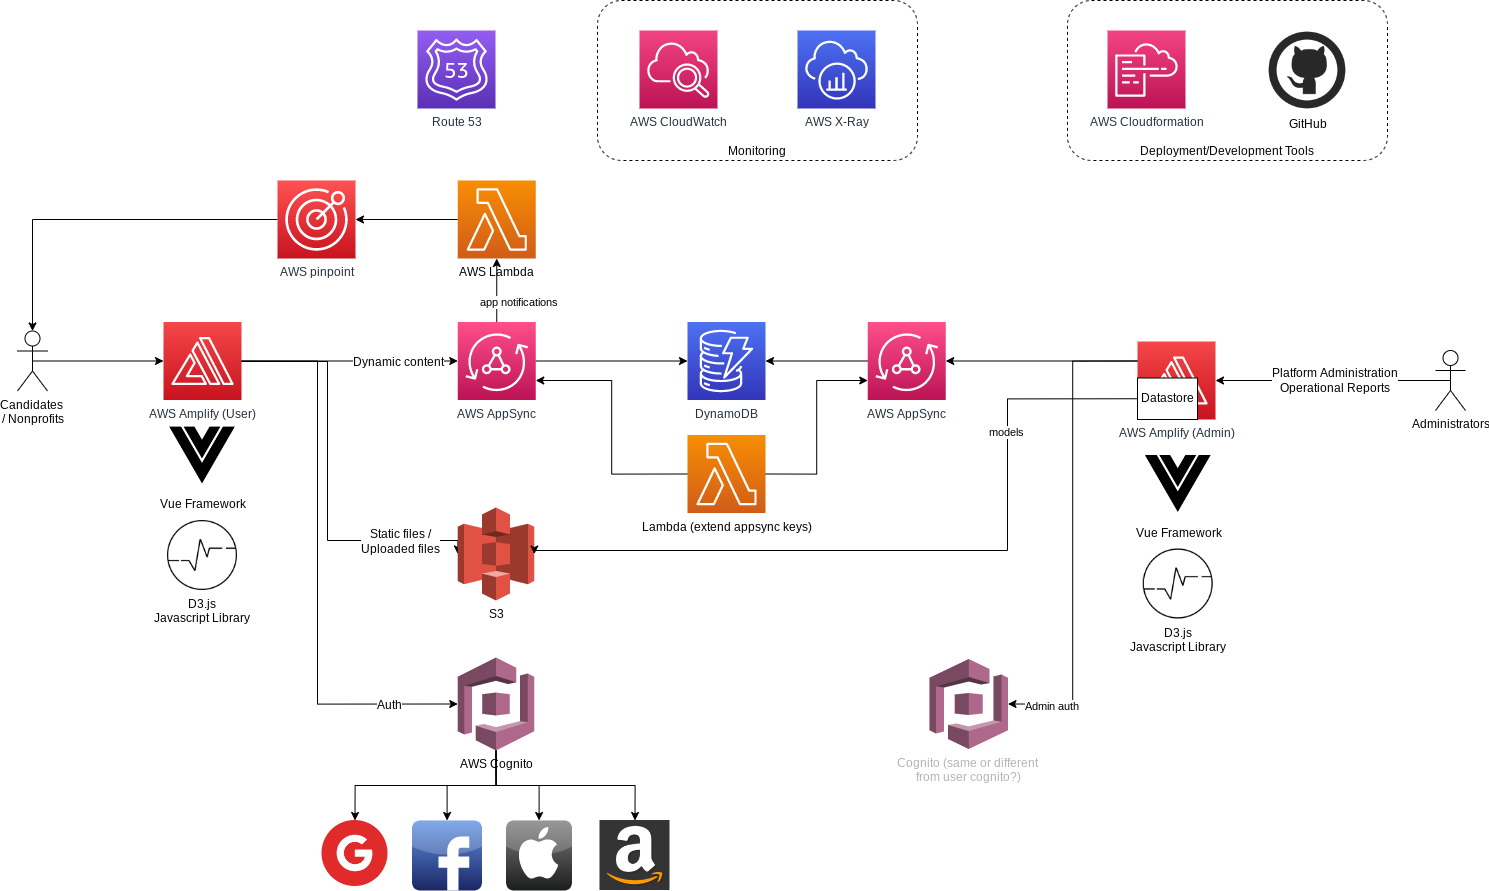 53
Route 53
AWS CloudWatch
AWS X-Ray
Monitoring
AWS Cloudformation
GitHub
Deployment/Development Tools
AWS pinpoint
AWS Lambda
app notifications
Candidates
/ Nonprofits
AWS Amplify (User)
Dynamic content
AWS AppSync
DynamoDB
AWS AppSync
Datastore
AWS Amplify (Admin)
Platform Administration
Operational Reports
Administrators
models
Vue Framework
D3.js
Javascript Library
Lambda (extend appsync keys)
Static files /
Uploaded files
S3
Vue Framework
D3.js
Javascript Library
Auth
AWS Cognito
Admin auth
Cognito (same or different
from user cognito?)
G
f
a